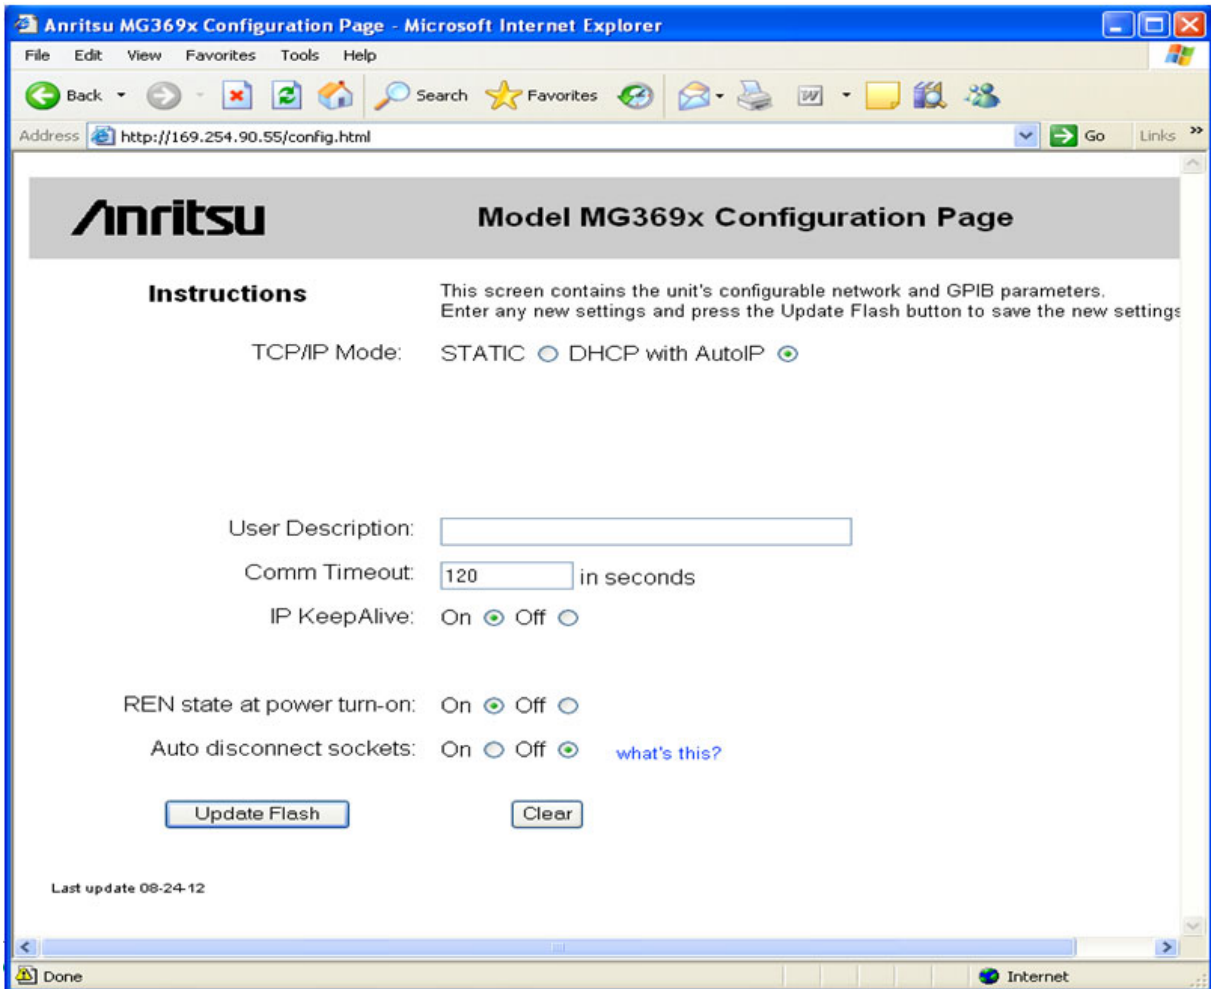 Anritsu MG369x Configuration Page - Microsoft Internet Explorer
File Edit View Favorites Tools Help
Back Search Favorites
Address http://169.254.90.55/config.html Go Links »
Anritsu Model MG369x Configuration Page
Instructions This screen contains the unit's configurable network and GPIB parameters.
Enter any new settings and press the Update Flash button to save the new settings
TCP/IP Mode: STATIC DHCP with AutoIP
User Description:
Comm Timeout: 120 in seconds
IP KeepAlive: On Off
REN state at power turn-on: On Off
Auto disconnect sockets: On Off what's this?
Update Flash Clear
Last update 08-24-12
Done Internet